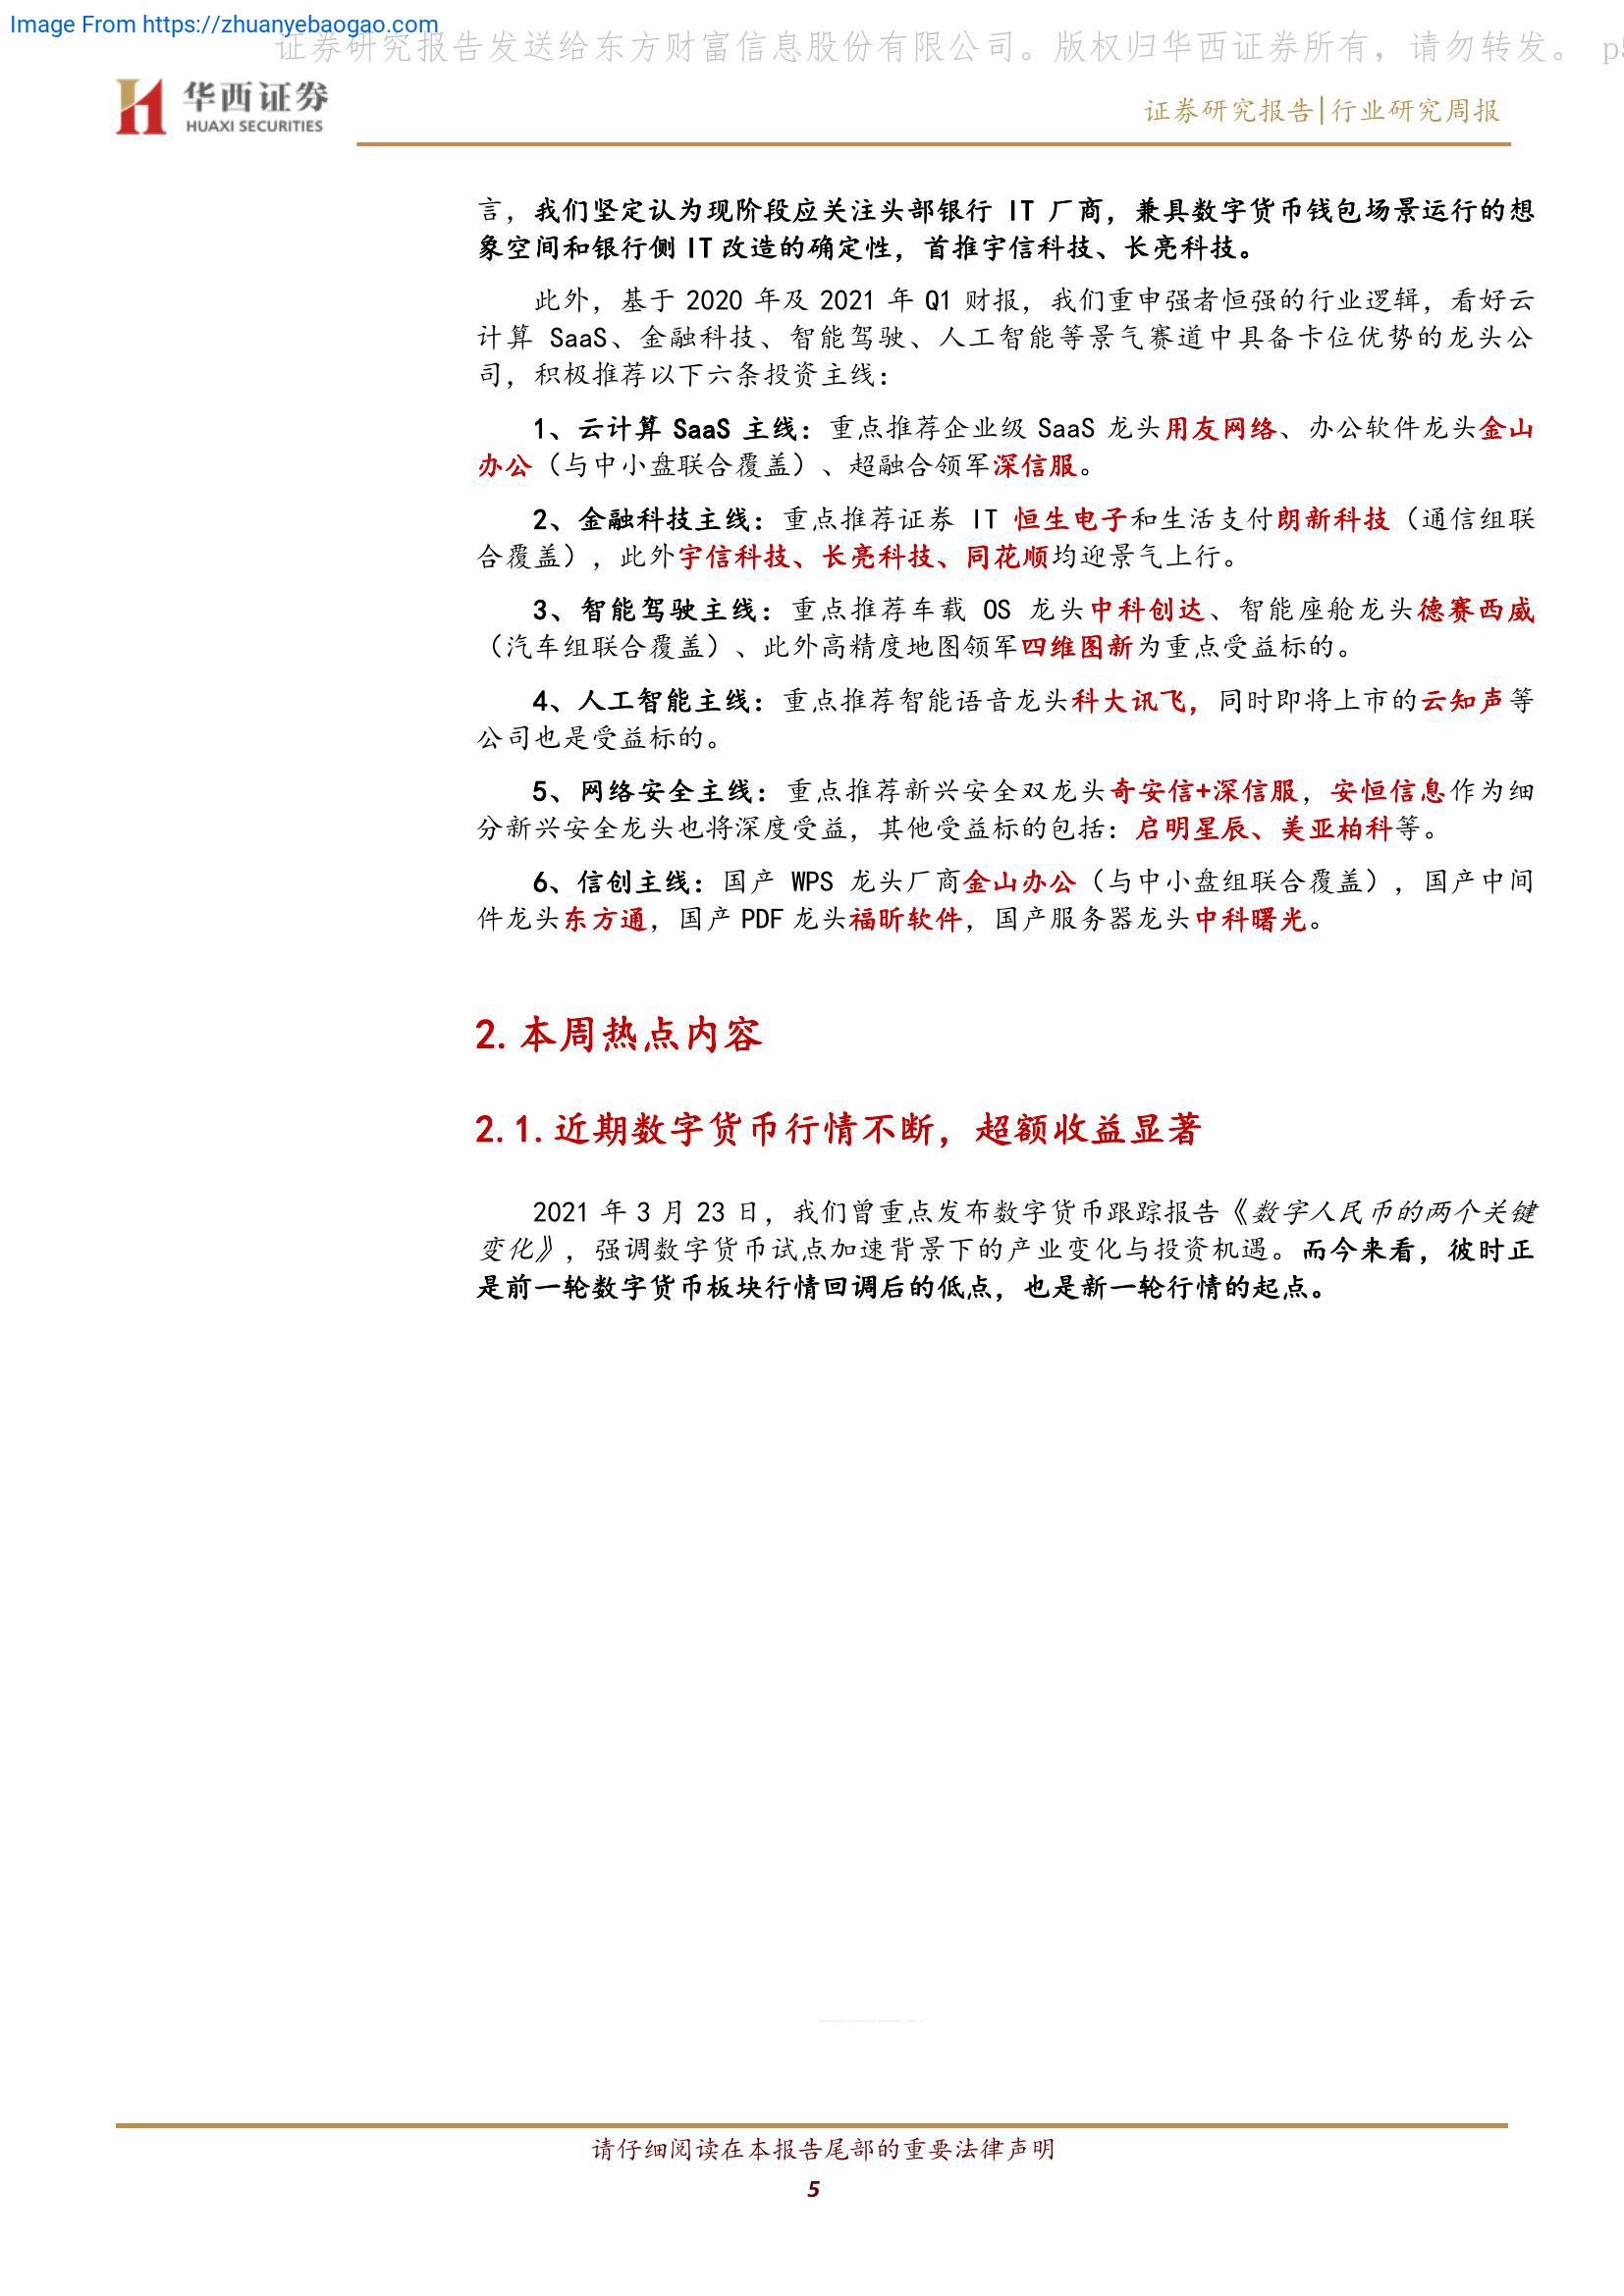 Image From https://zhuanyebaogao.com
证券研究报告发送给东方财富信息股份有限公司。版权归华西证券所有，请勿转发。 p5
华西证券
HUAXI SECURITIES
证券研究报告|行业研究周报
言，我们坚定认为现阶段应关注头部银行 IT 厂商，兼具数字货币钱包场景运行的想
象空间和银行侧 IT 改造的确定性，首推宇信科技、长亮科技。
此外，基于 2020 年及 2021 年 Q1 财报，我们重申强者恒强的行业逻辑，看好云
计算 SaaS、金融科技、智能驾驶、人工智能等景气赛道中具备卡位优势的龙头公
司，积极推荐以下六条投资主线：
1、云计算 SaaS 主线：重点推荐企业级 SaaS 龙头用友网络、办公软件龙头金山
办公（与中小盘联合覆盖）、超融合领军深信服。
2、金融科技主线：重点推荐证券 IT 恒生电子和生活支付朗新科技（通信组联
合覆盖），此外宇信科技、长亮科技、同花顺均迎景气上行。
3、智能驾驶主线：重点推荐车载 OS 龙头中科创达、智能座舱龙头德赛西威
（汽车组联合覆盖）、此外高精度地图领军四维图新为重点受益标的。
4、人工智能主线：重点推荐智能语音龙头科大讯飞，同时即将上市的云知声等
公司也是受益标的。
5、网络安全主线：重点推荐新兴安全双龙头奇安信+深信服，安恒信息作为细
分新兴安全龙头也将深度受益，其他受益标的包括：启明星辰、美亚柏科等。
6、信创主线：国产 WPS 龙头厂商金山办公（与中小盘组联合覆盖），国产中间
件龙头东方通，国产 PDF 龙头福昕软件，国产服务器龙头中科曙光。
2.本周热点内容
2.1.近期数字货币行情不断，超额收益显著
2021 年 3 月 23 日，我们曾重点发布数字货币跟踪报告《数字人民币的两个关键
变化》，强调数字货币试点加速背景下的产业变化与投资机遇。而今来看，彼时正
是前一轮数字货币板块行情回调后的低点，也是新一轮行情的起点。
请仔细阅读在本报告尾部的重要法律声明
5